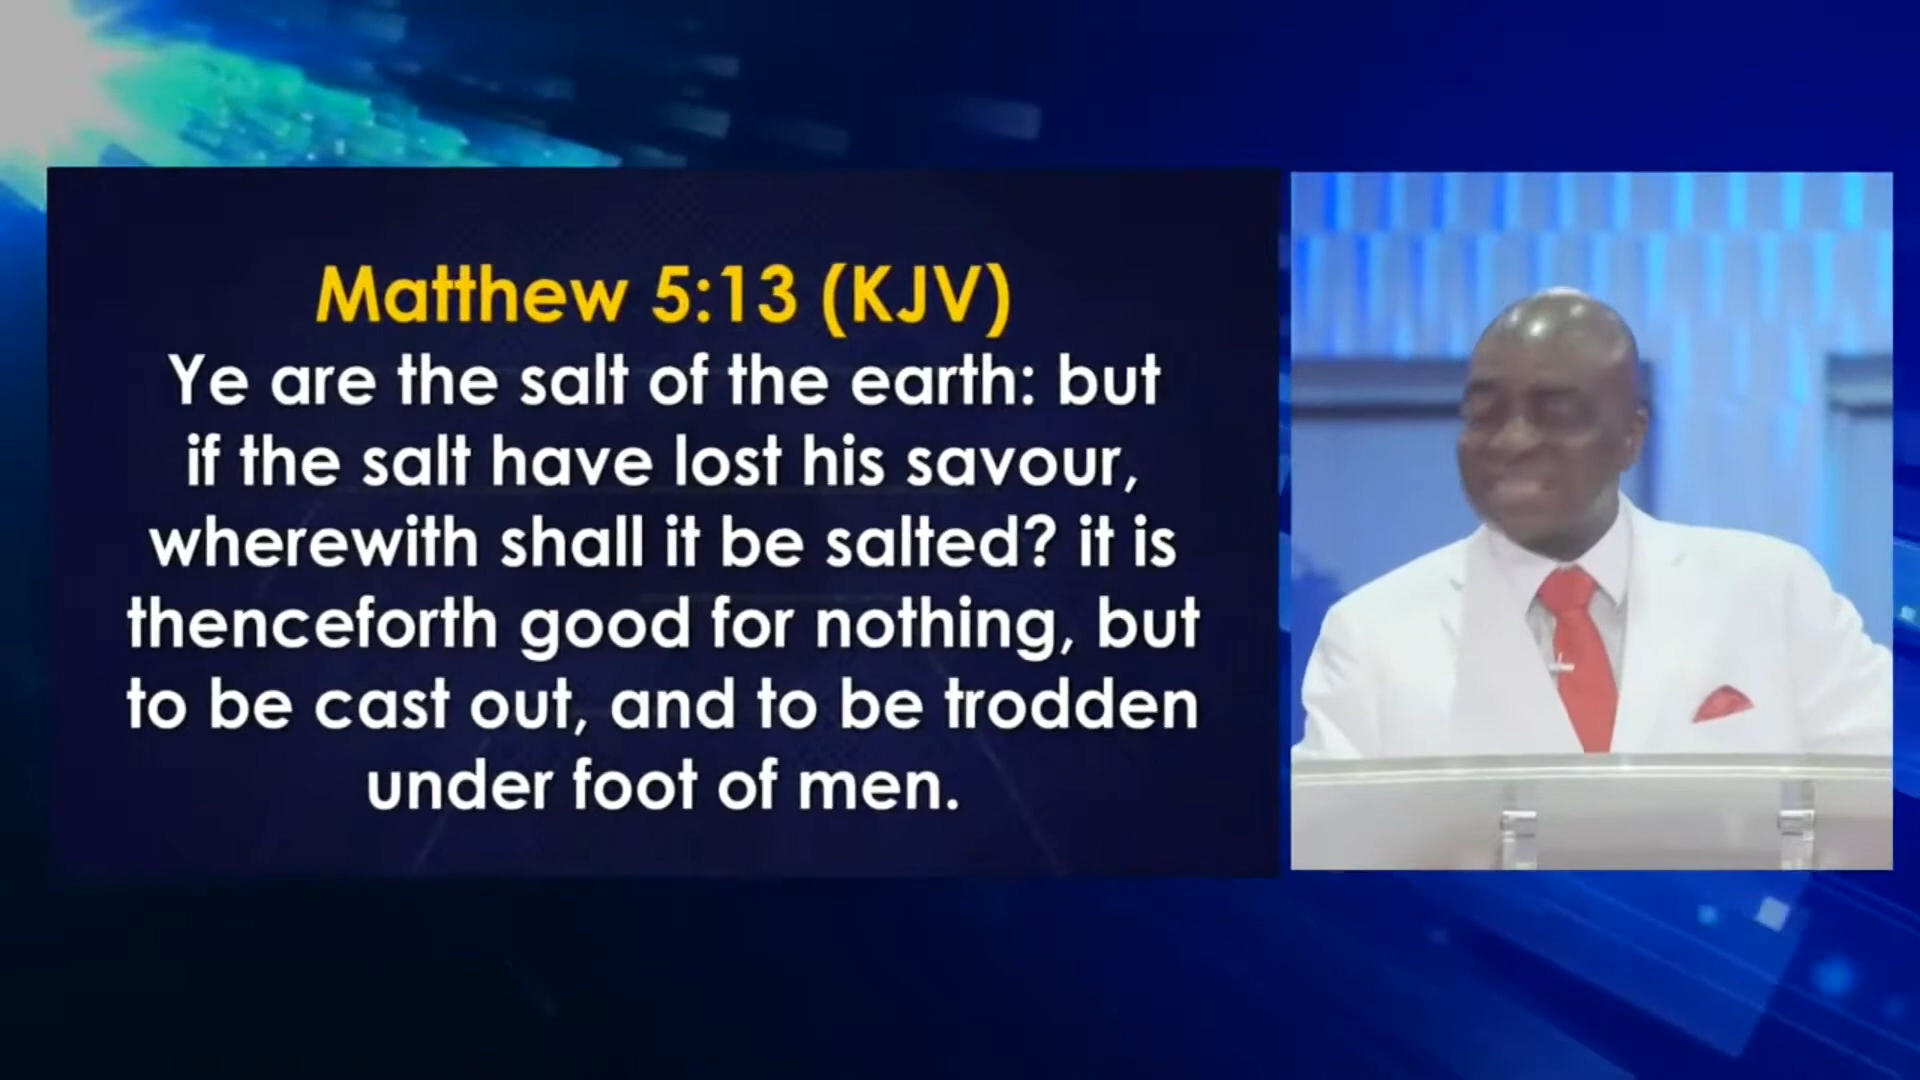 Matthew 5:13 (KJV)
Ye are the salt of the earth: but
if the salt have lost his savour,
wherewith shall it be salted? it is
thenceforth good for nothing, but
to be cast out, and to be trodden
under foot of men.